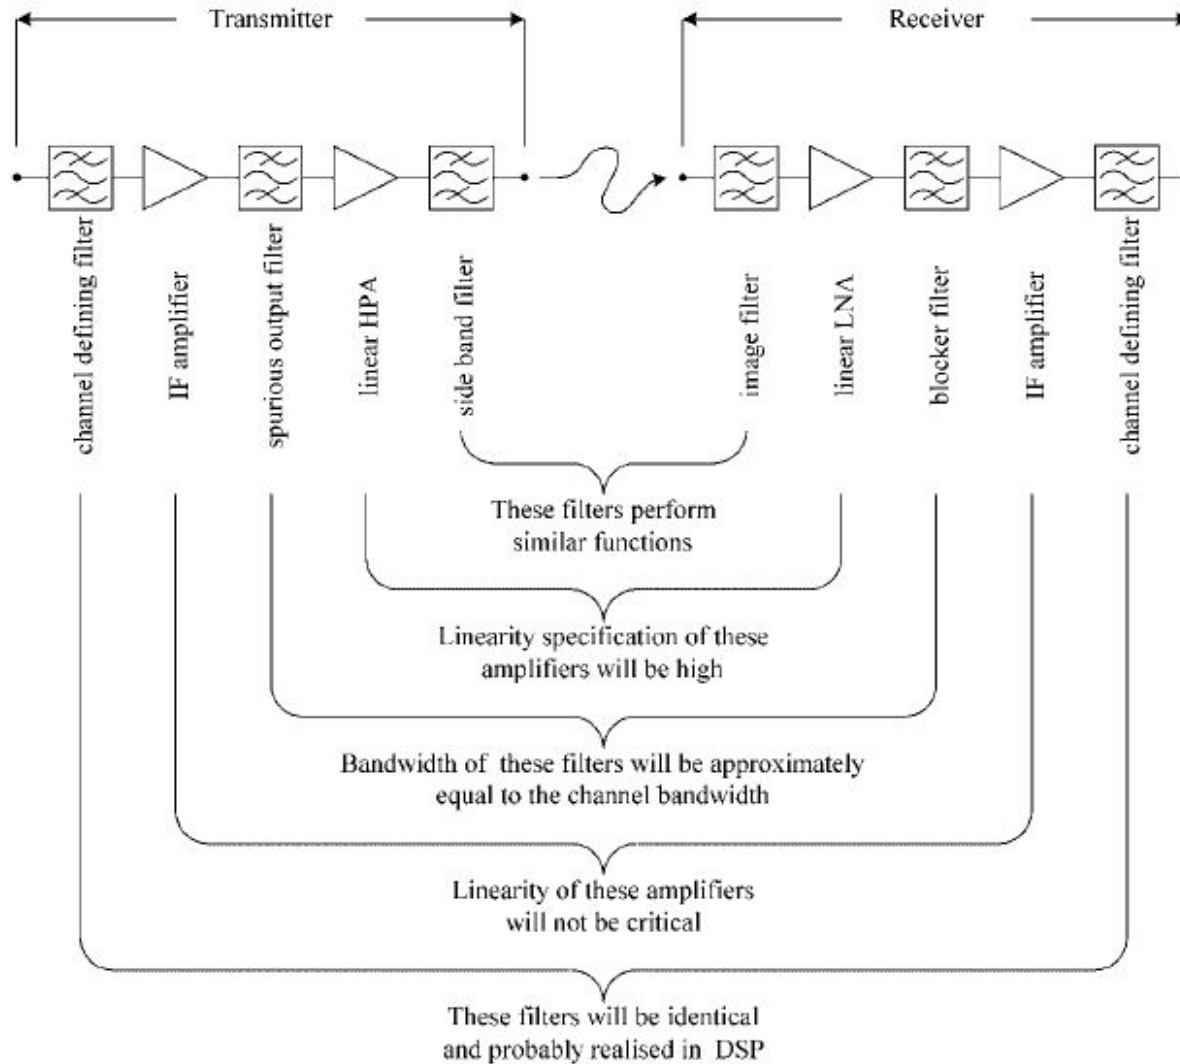 Transmitter
Receiver
channel defining filter
IF amplifier
spurious output filter
linear HPA
side band filter
image filter
linear LNA
blocker filter
IF amplifier
channel defining filter
These filters perform
similar functions
Linearity specification of these
amplifiers will be high
Bandwidth of these filters will be approximately
equal to the channel bandwidth
Linearity of these amplifiers
will not be critical
These filters will be identical
and probably realised in DSP